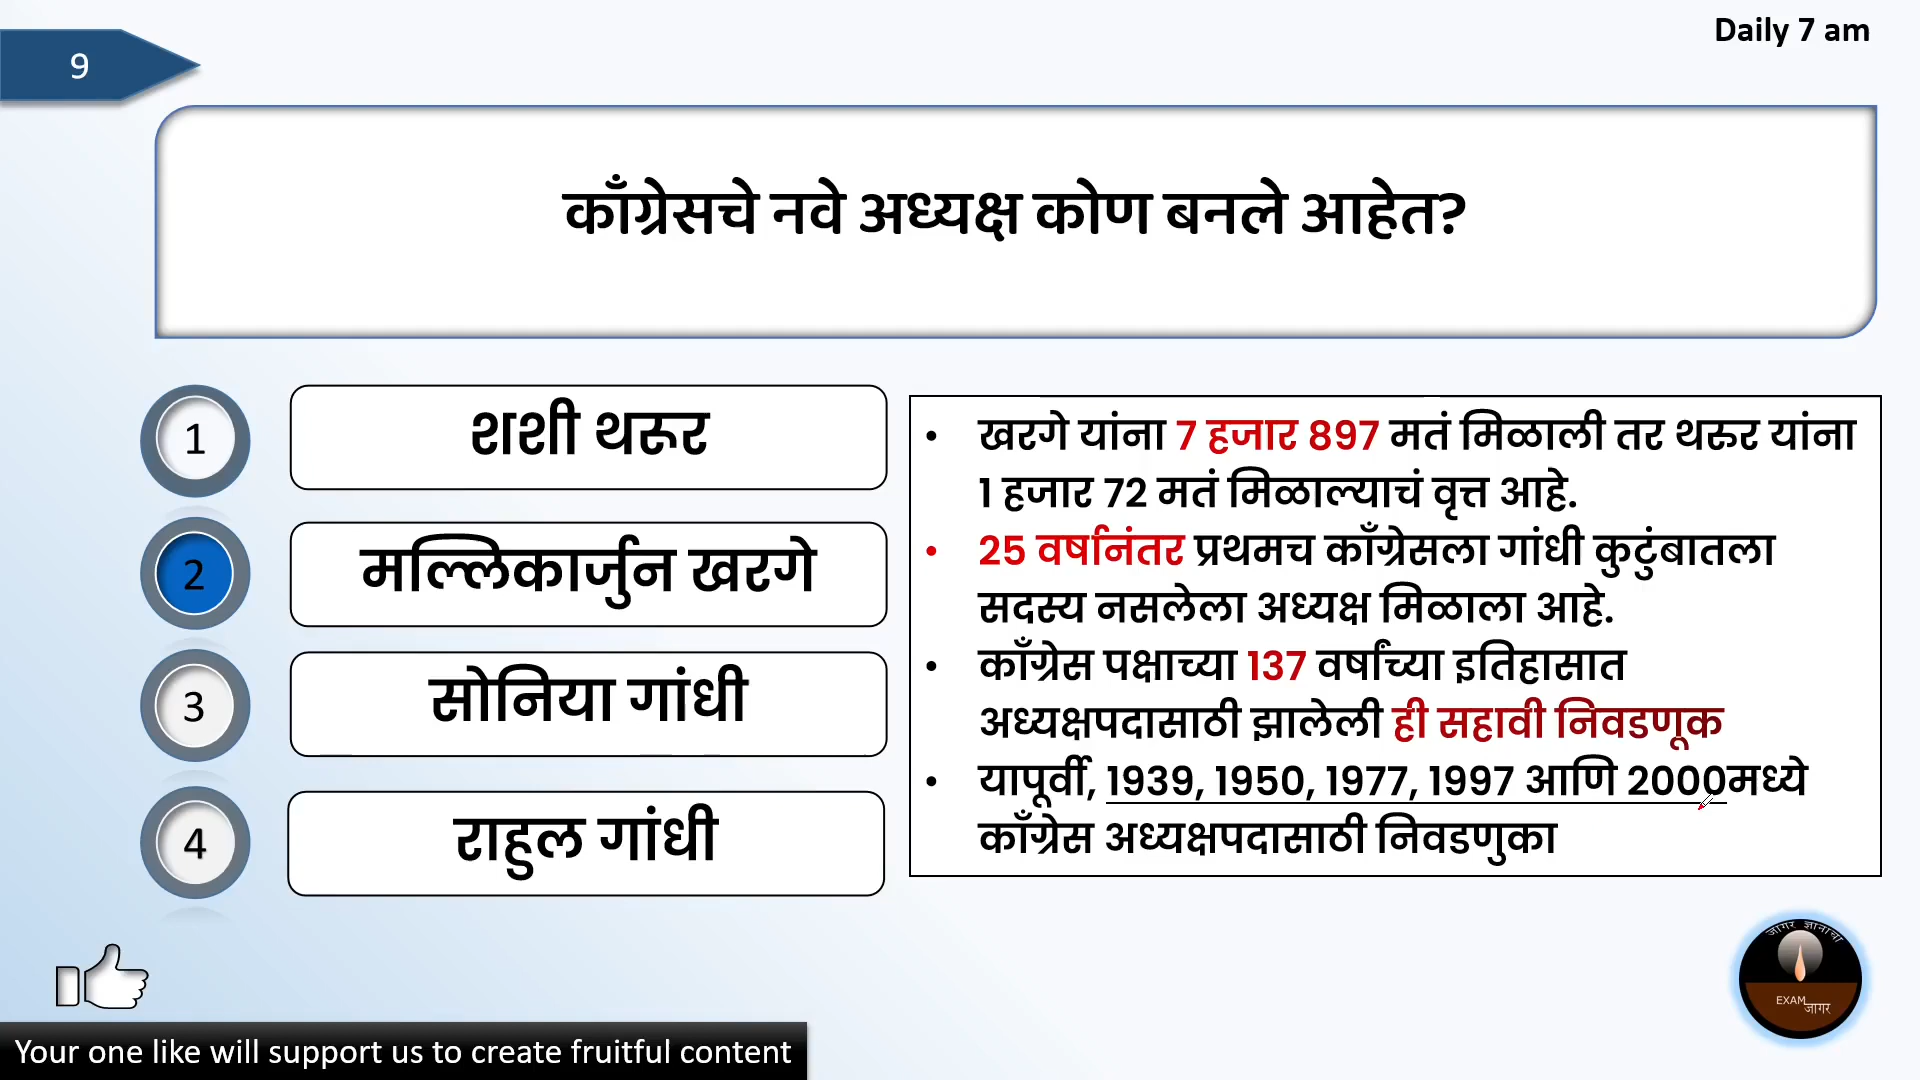 Daily 7 am
9
काँग्रेसचे नवे अध्यक्ष कोण बनले आहेत?
1
शशी थरूर
2
मल्लिकार्जुन खरगे
3
सोनिया गांधी
4
राहुल गांधी
• खरगे यांना 7 हजार 897 मतं मिळाली तर थरुर यांना
1 हजार 72 मतं मिळाल्याचं वृत्त आहे.
• 25 वर्षानंतर प्रथमच काँग्रेसला गांधी कुटुंबातला
सदस्य नसलेला अध्यक्ष मिळाला आहे.
• काँग्रेस पक्षाच्या 137 वर्षांच्या इतिहासात
अध्यक्षपदासाठी झालेली ही सहावी निवडणूक
• यापूर्वी, 1939, 1950, 1977, 1997 आणि 2000मध्ये
काँग्रेस अध्यक्षपदासाठी निवडणुका
जागर ज्ञानाचा
EXAM
जागर
Your one like will support us to create fruitful content